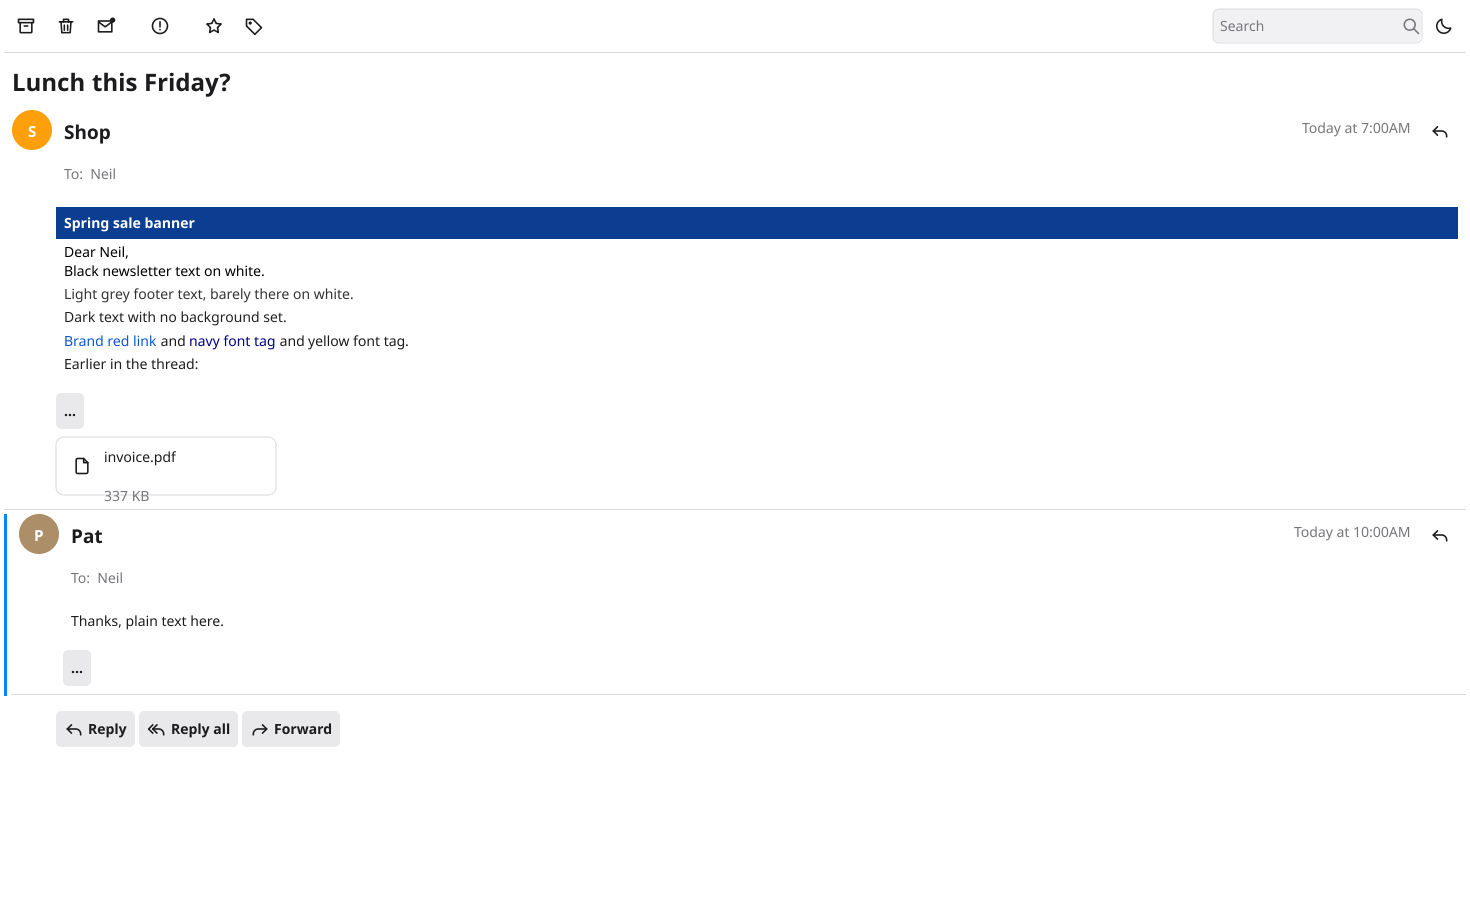 Search
Lunch this Friday?
S
Shop
Today at 7:00AM
To: Neil
Spring sale banner
Dear Neil,
Black newsletter text on white.
Light grey footer text, barely there on white.
Dark text with no background set.
Brand red link and navy font tag and yellow font tag.
Earlier in the thread:
...
invoice.pdf
337 KB
P
Pat
Today at 10:00AM
To: Neil
Thanks, plain text here.
...
Reply Reply all Forward